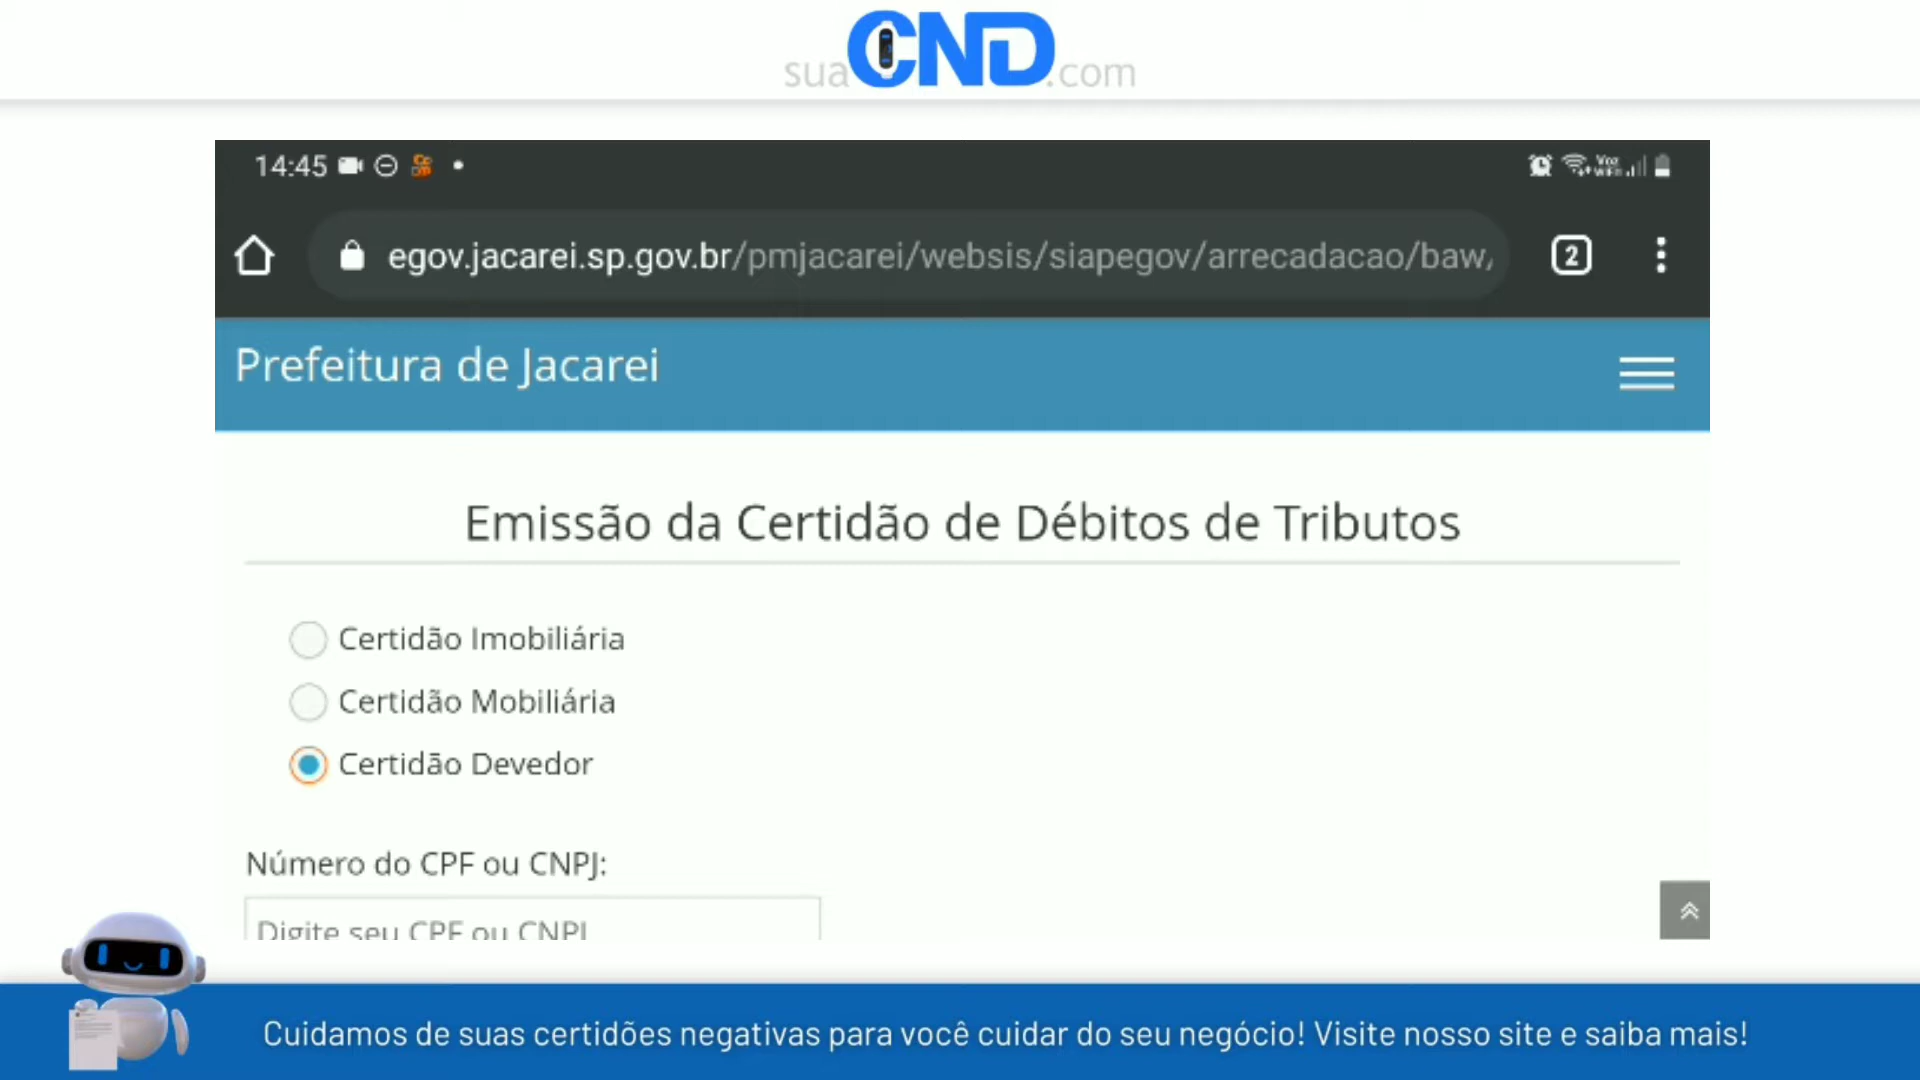 suaCND.com
14:45
egov.jacarei.sp.gov.br/pmjacarei/websis/siapegov/arrecadacao/baw/
2
Prefeitura de Jacarei
Emissão da Certidão de Débitos de Tributos
Certidão Imobiliária
Certidão Mobiliária
Certidão Devedor
Número do CPF ou CNPJ:
Digite seu CPF ou CNPJ
Cuidamos de suas certidões negativas para você cuidar do seu negócio! Visite nosso site e saiba mais!